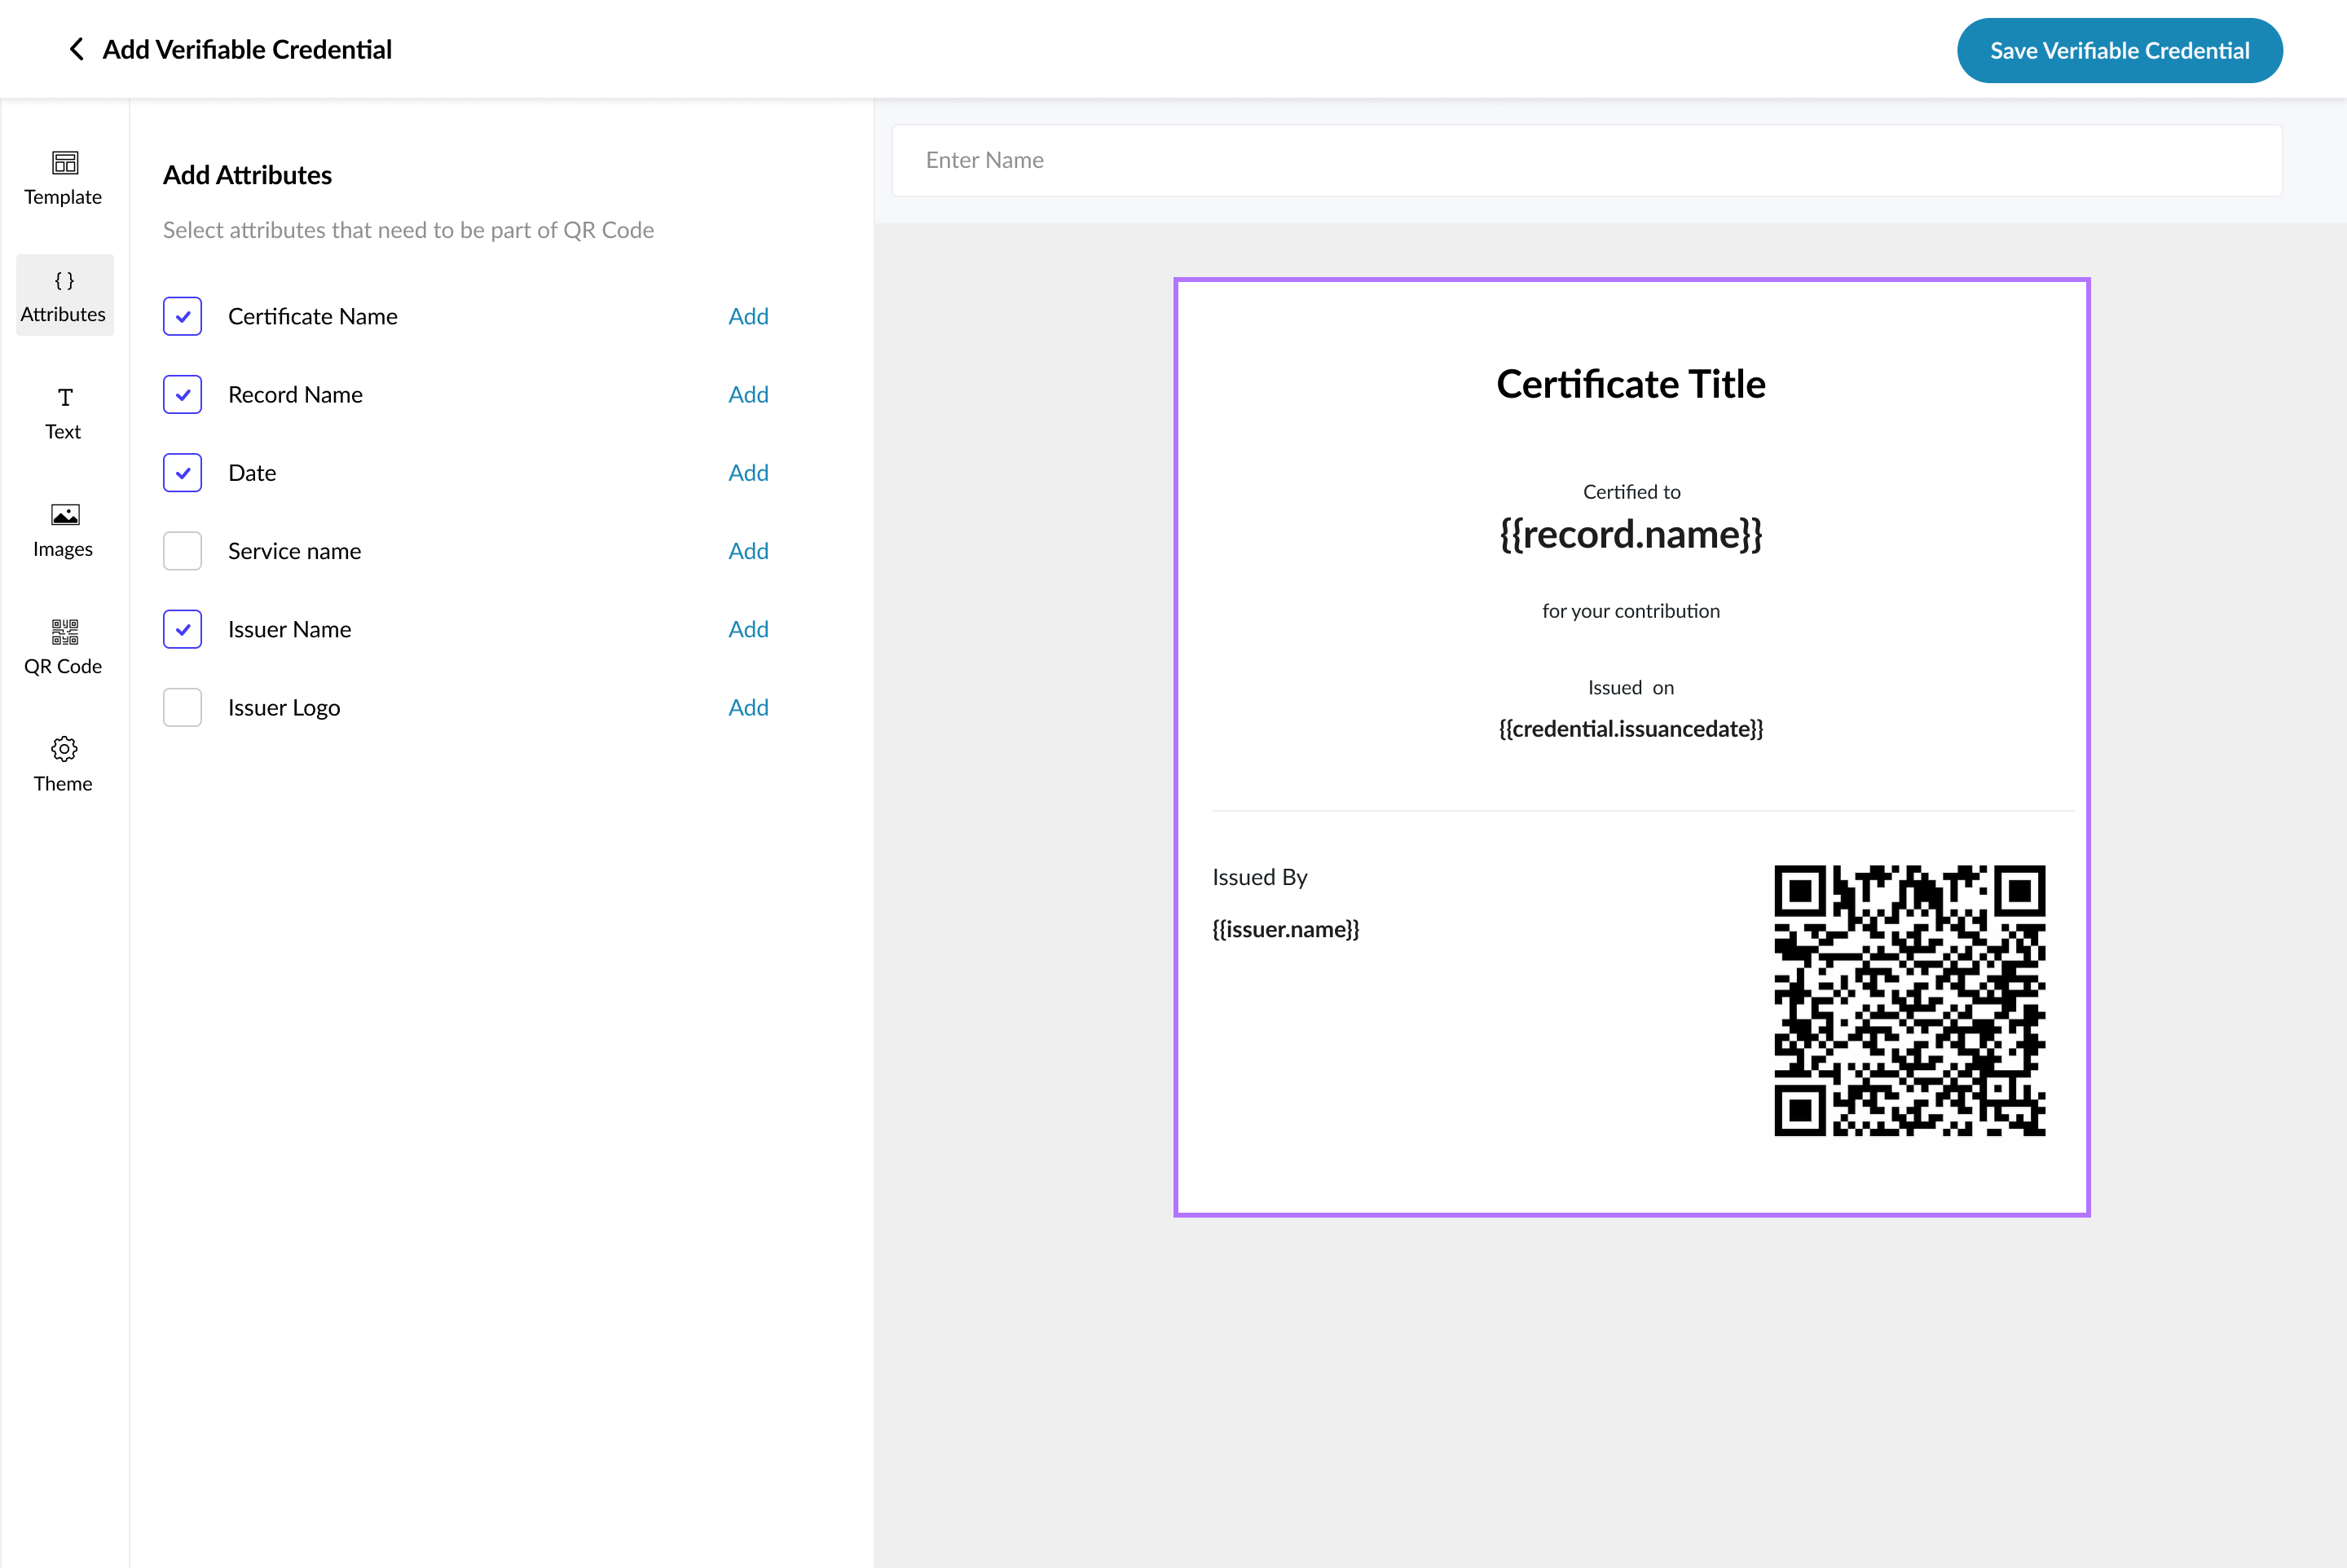 Add Verifiable Credential
Save Verifiable Credential
Template
{ }
Attributes
T
Text
Images
QR Code
Theme
Add Attributes
Select attributes that need to be part of QR Code
Certificate Name Add
Record Name Add
Date Add
Service name Add
Issuer Name Add
Issuer Logo Add
Enter Name
Certificate Title
Certified to
{{record.name}}
for your contribution
Issued on
{{credential.issuancedate}}
Issued By
{{issuer.name}}